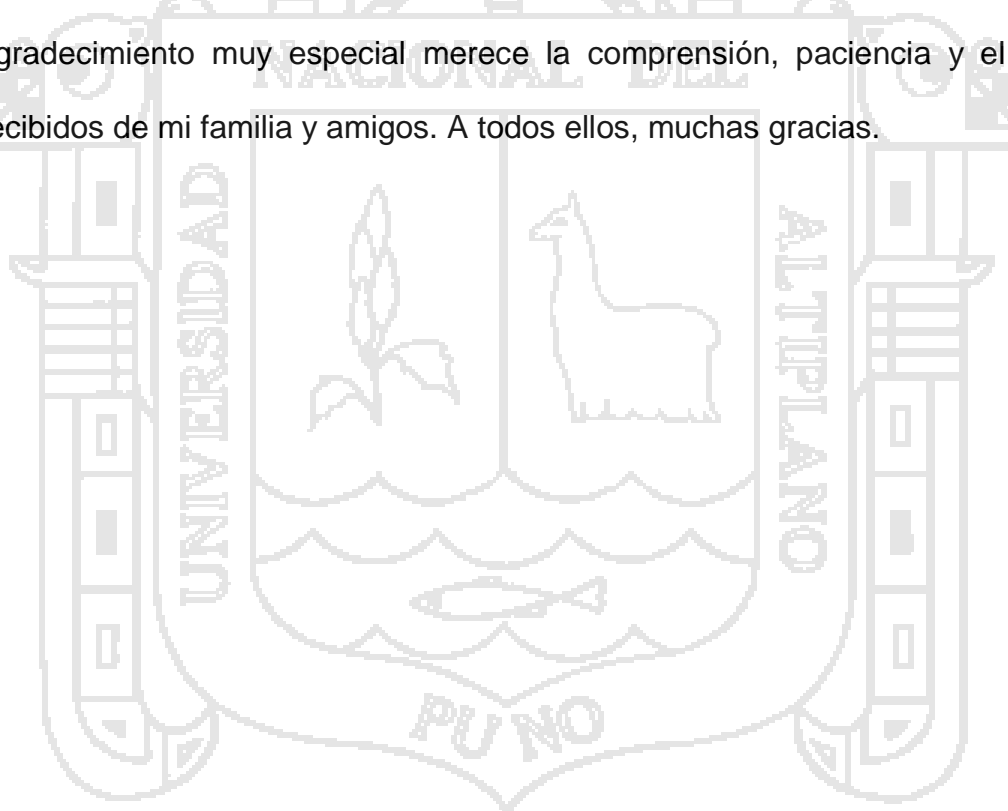 gradecimiento muy especial merece la comprensión, paciencia y el
ecibidos de mi familia y amigos. A todos ellos, muchas gracias.
NACIONAL DEL
UNIVERSIDAD
ALTIPLANO
PUNO